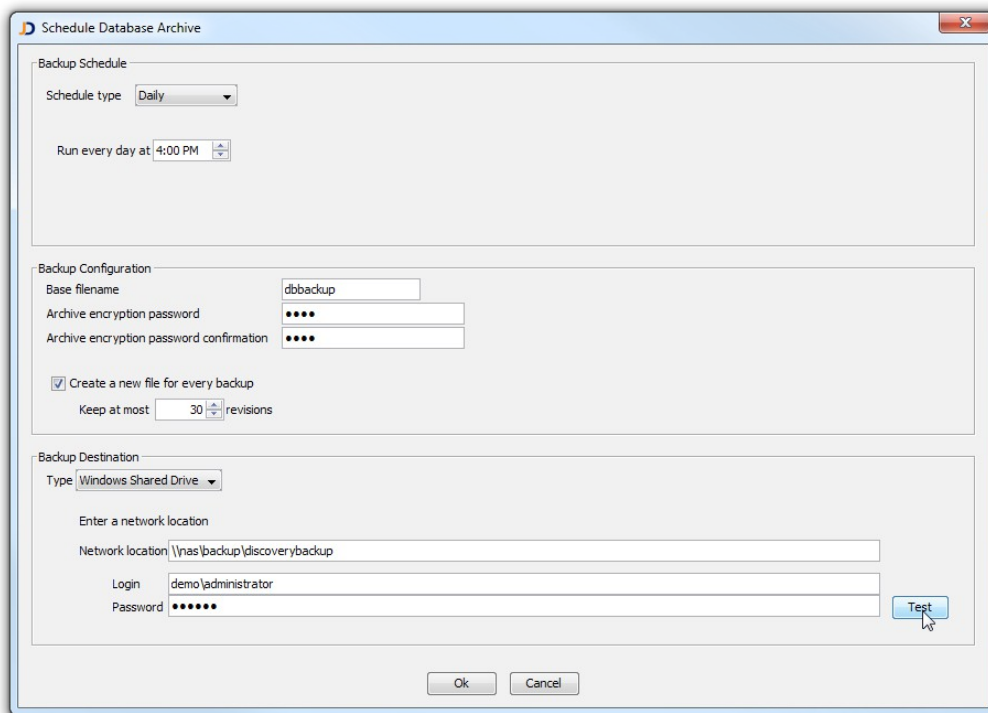 Schedule Database Archive
Backup Schedule
Schedule type Daily
Run every day at 4:00 PM
Backup Configuration
Base filename dbbackup
Archive encryption password ••••
Archive encryption password confirmation ••••
Create a new file for every backup
Keep at most 30 revisions
Backup Destination
Type Windows Shared Drive
Enter a network location
Network location \\nas\backup\discoverybackup
Login demo\administrator
Password ••••••
Test
Ok Cancel